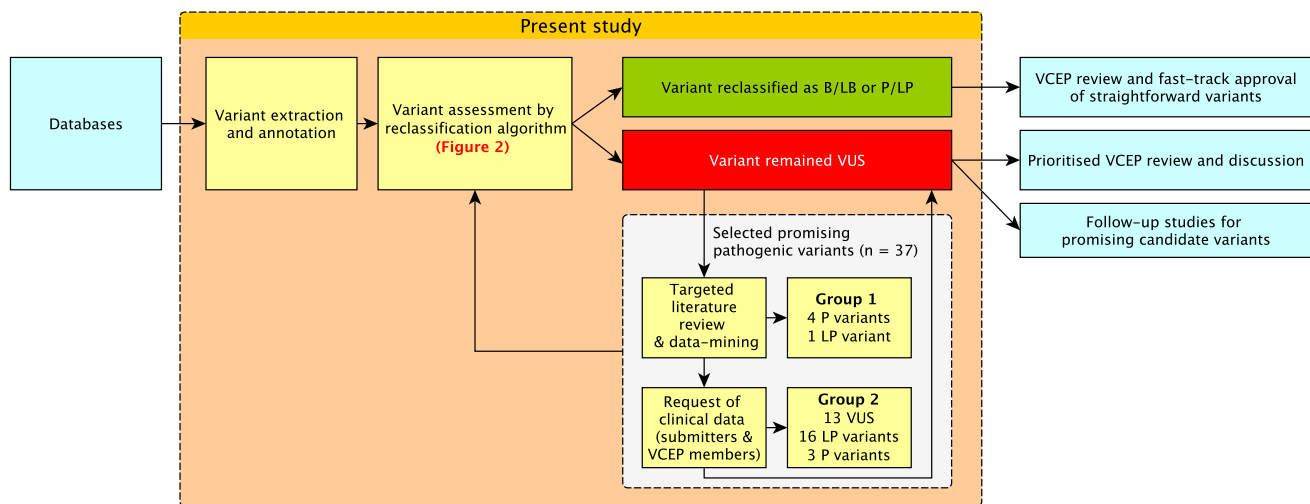 Present study
Databases
Variant extraction
and annotation
Variant assessment by
reclassification algorithm
(Figure 2)
Variant reclassified as B/LB or P/LP
Variant remained VUS
VCEP review and fast-track approval
of straightforward variants
Prioritised VCEP review and discussion
Follow-up studies for
promising candidate variants
Selected promising
pathogenic variants (n = 37)
Targeted
literature
review
& data-mining
Group 1
4 P variants
1 LP variant
Request of
clinical data
(submitters &
VCEP members)
Group 2
13 VUS
16 LP variants
3 P variants